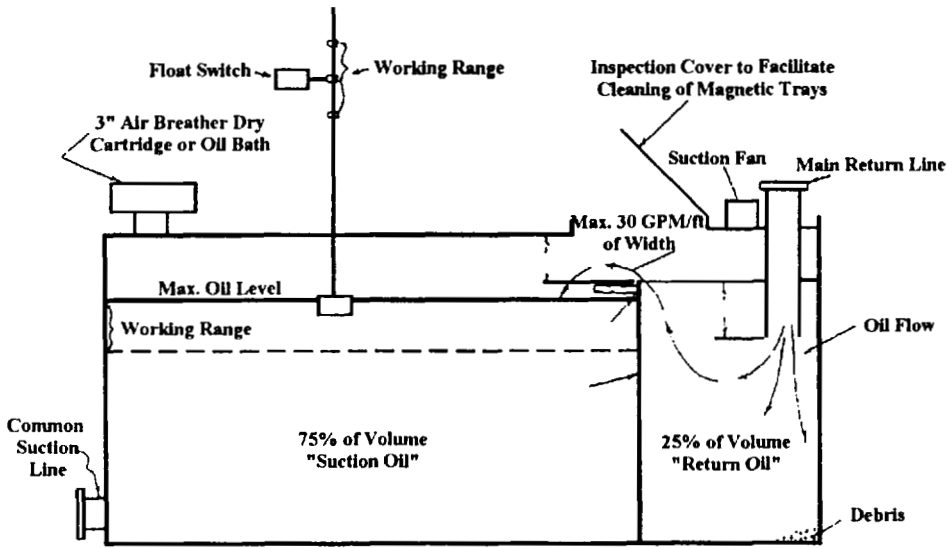 Float Switch
Working Range
Inspection Cover to Facilitate
Cleaning of Magnetic Trays
3" Air Breather Dry
Cartridge or Oil Bath
Suction Fan
Main Return Line
Max. 30 GPM/ft
of Width
Max. Oil Level
Working Range
Oil Flow
Common
Suction
Line
75% of Volume
"Suction Oil"
25% of Volume
"Return Oil"
Debris